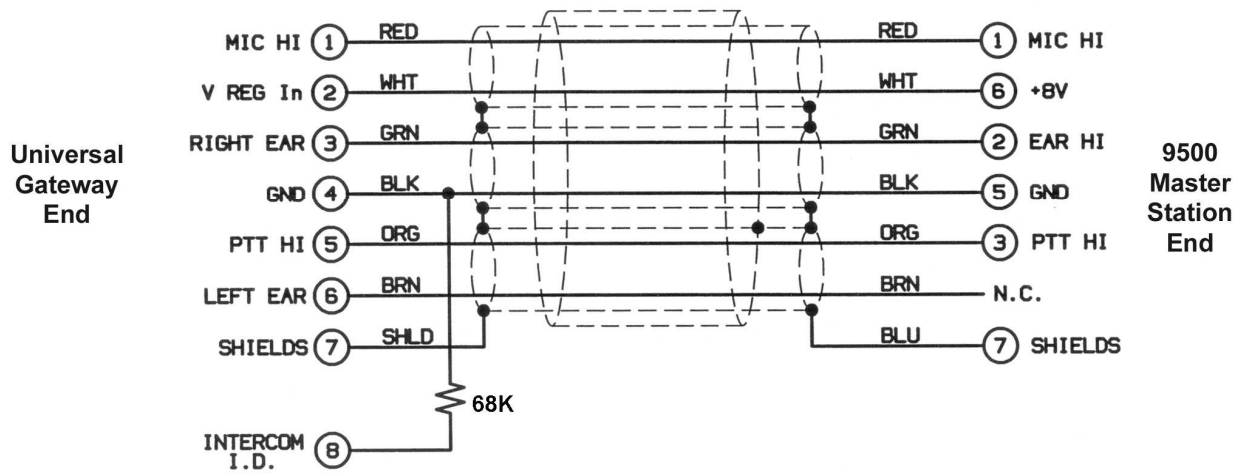 MIC HI 1 RED RED 1 MIC HI
V REG In 2 WHT WHT 6 +8V
RIGHT EAR 3 GRN GRN 2 EAR HI
Universal
Gateway
End
GND 4 BLK BLK 5 GND
9500
Master
Station
End
PTT HI 5 ORG ORG 3 PTT HI
LEFT EAR 6 BRN BRN N.C.
SHIELDS 7 SHLD BLU 7 SHIELDS
68K
INTERCOM
I.D. 8